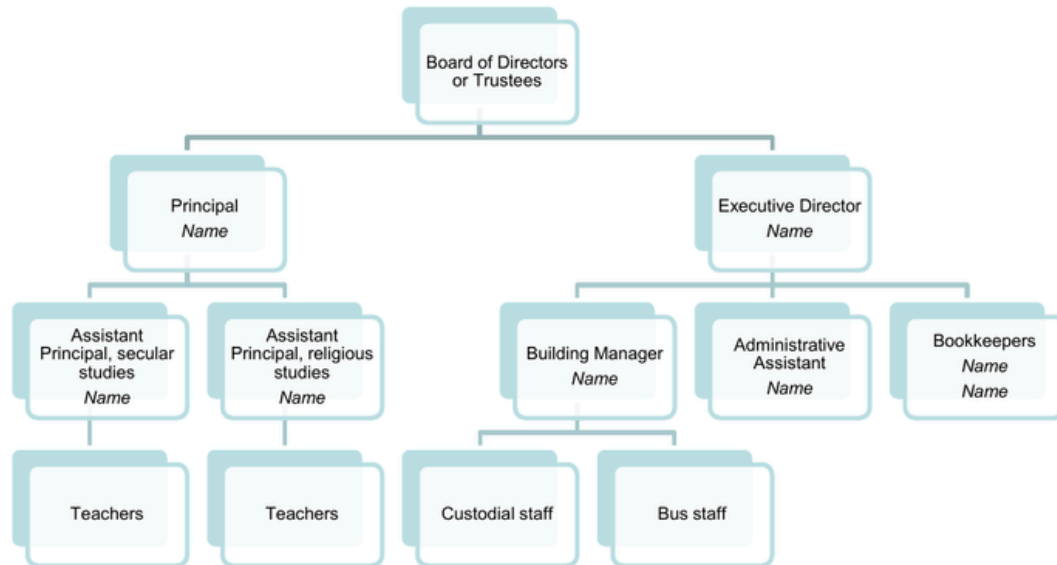 Board of Directors
or Trustees
Principal
Name
Executive Director
Name
Assistant
Principal, secular
studies
Name
Assistant
Principal, religious
studies
Name
Building Manager
Name
Administrative
Assistant
Name
Bookkeepers
Name
Name
Teachers
Teachers
Custodial staff
Bus staff